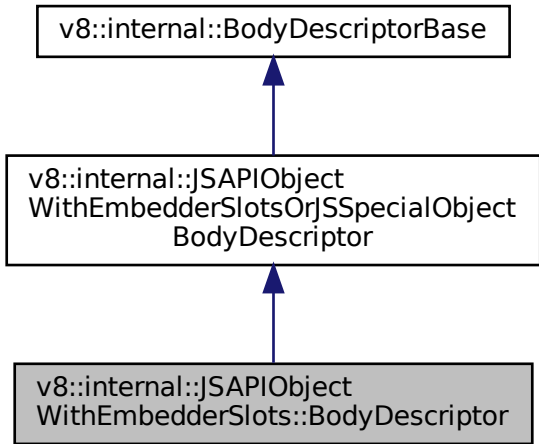 v8::internal::BodyDescriptorBase
v8::internal::JSAPIObject
WithEmbedderSlotsOrJSSpecialObject
BodyDescriptor
v8::internal::JSAPIObject
WithEmbedderSlots::BodyDescriptor